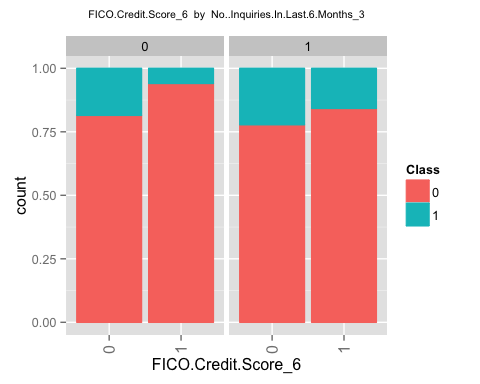 FICO.Credit.Score_6 by No..Inquiries.In.Last.6.Months_3
0 1
1.00
0.75
0.50
0.25
0.00
count
0 1 0 1
FICO.Credit.Score_6
Class
0
1